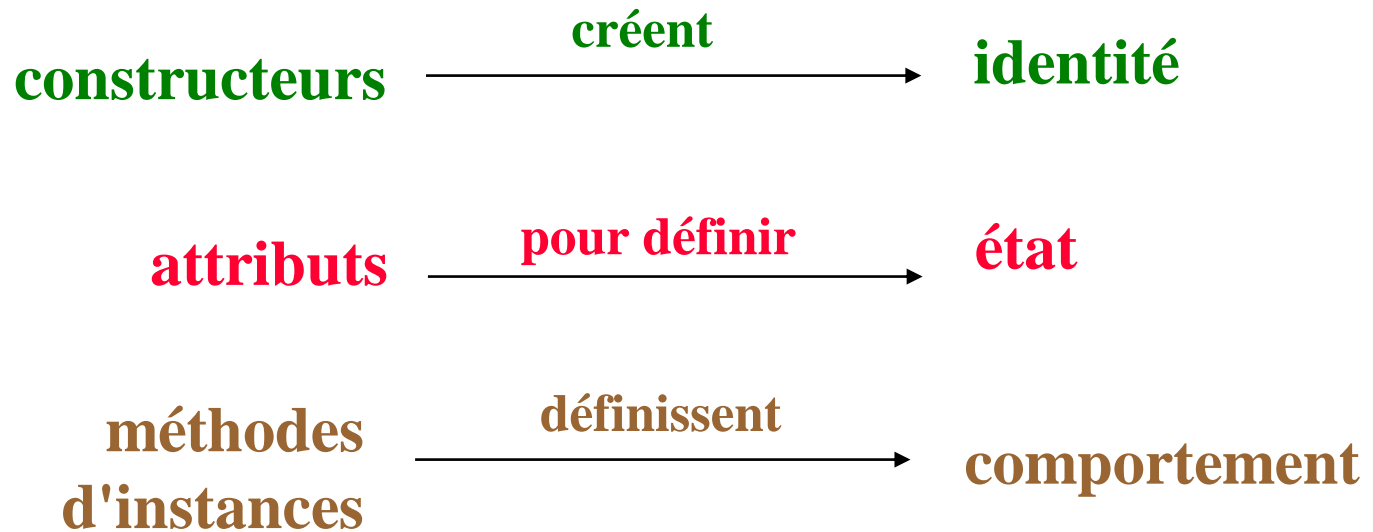 créent
constructeurs
identité
pour définir
attributs
état
définissent
méthodes
d'instances
comportement